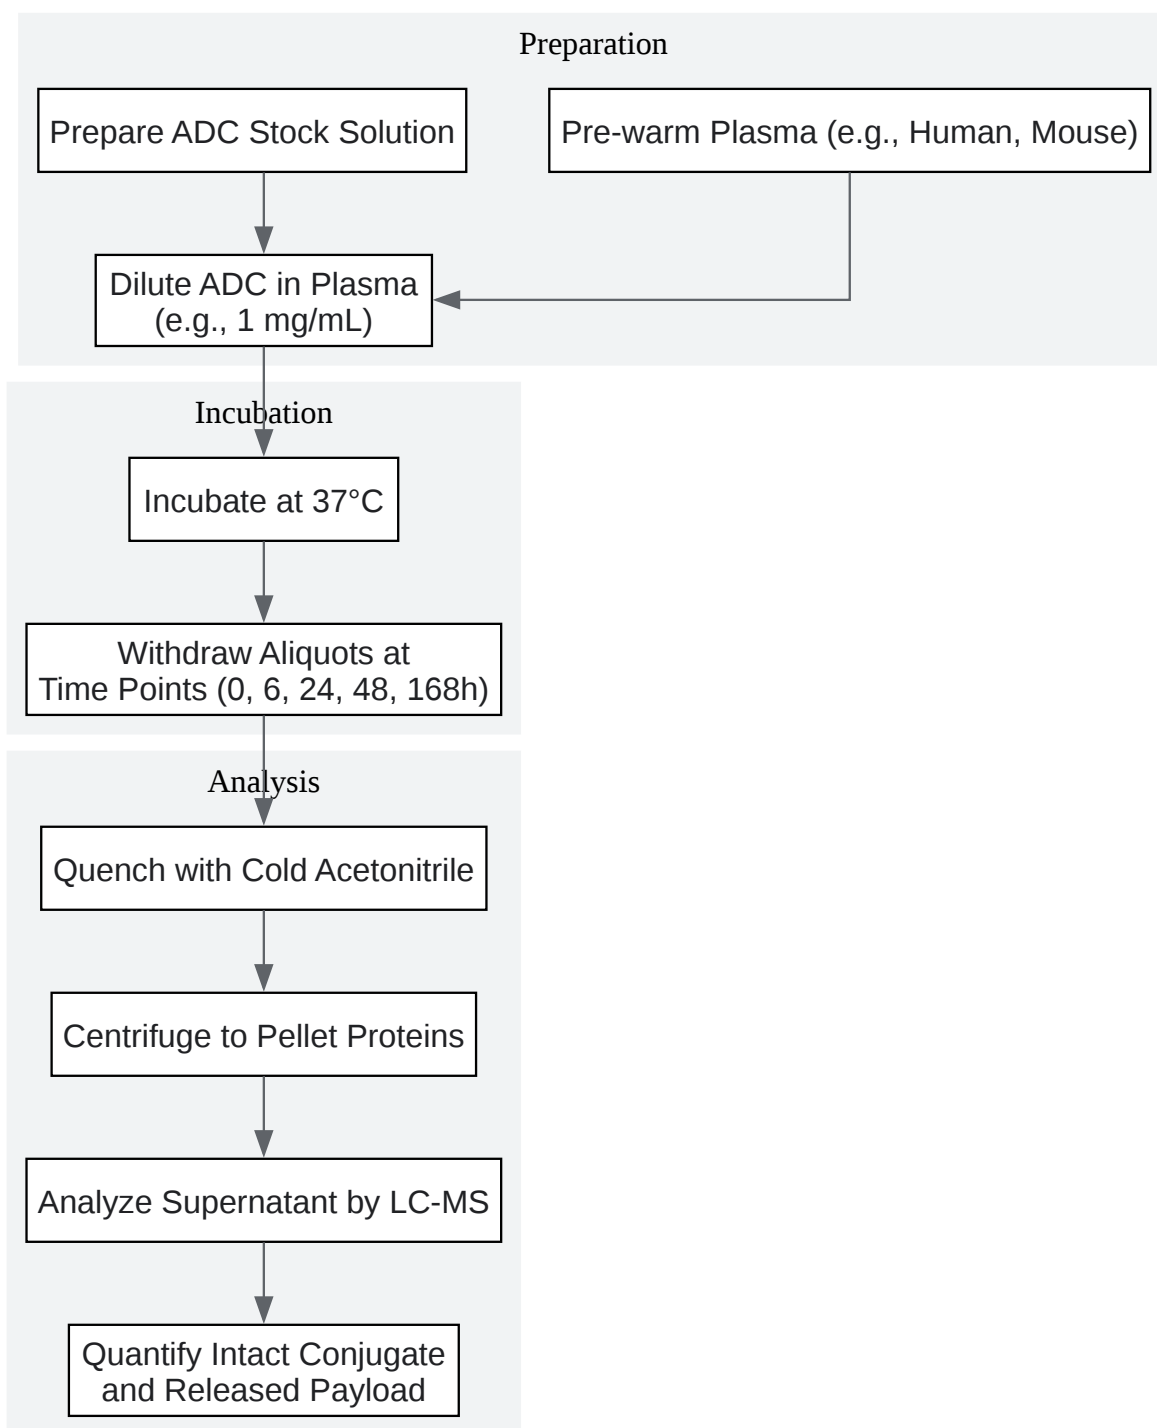 Preparation
Prepare ADC Stock Solution
Pre-warm Plasma (e.g., Human, Mouse)
Dilute ADC in Plasma
(e.g., 1 mg/mL)
Incubation
Incubate at 37°C
Withdraw Aliquots at
Time Points (0, 6, 24, 48, 168h)
Analysis
Quench with Cold Acetonitrile
Centrifuge to Pellet Proteins
Analyze Supernatant by LC-MS
Quantify Intact Conjugate
and Released Payload